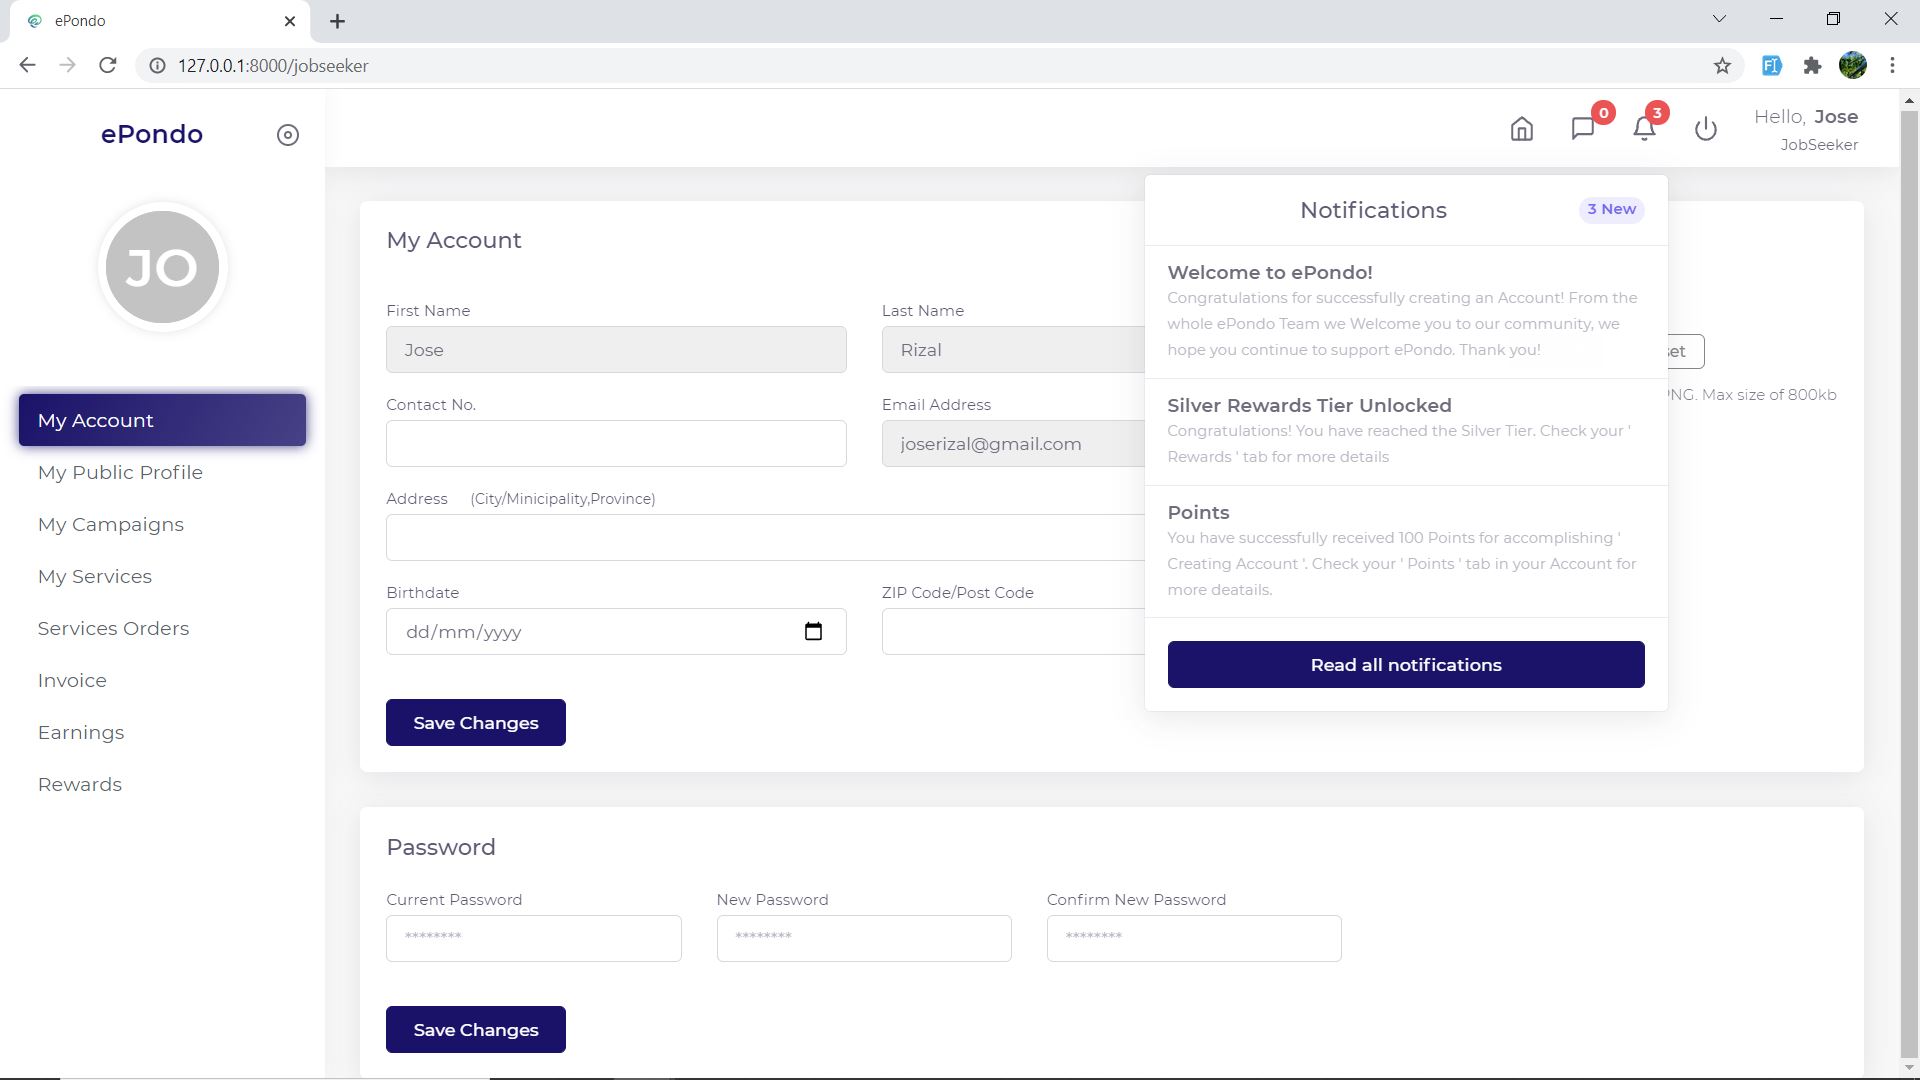 ePondo
127.0.0.1:8000/jobseeker
ePondo
JO
My Account
My Public Profile
My Campaigns
My Services
Services Orders
Invoice
Earnings
Rewards
0
3
Hello, Jose
JobSeeker
My Account
First Name
Jose
Last Name
Rizal
Contact No.
Email Address
joserizal@gmail.com
Address (City/Minicipality,Province)
Birthdate
dd/mm/yyyy
ZIP Code/Post Code
Save Changes
Max size of 800kb
Notifications
3 New
Welcome to ePondo!
Congratulations for successfully creating an Account! From the
whole ePondo Team we Welcome you to our community, we
hope you continue to support ePondo. Thank you!
Silver Rewards Tier Unlocked
Congratulations! You have reached the Silver Tier. Check your '
Rewards ' tab for more details
Points
You have successfully received 100 Points for accomplishing '
Creating Account '. Check your ' Points ' tab in your Account for
more deatails.
Read all notifications
Password
Current Password
********
New Password
********
Confirm New Password
********
Save Changes